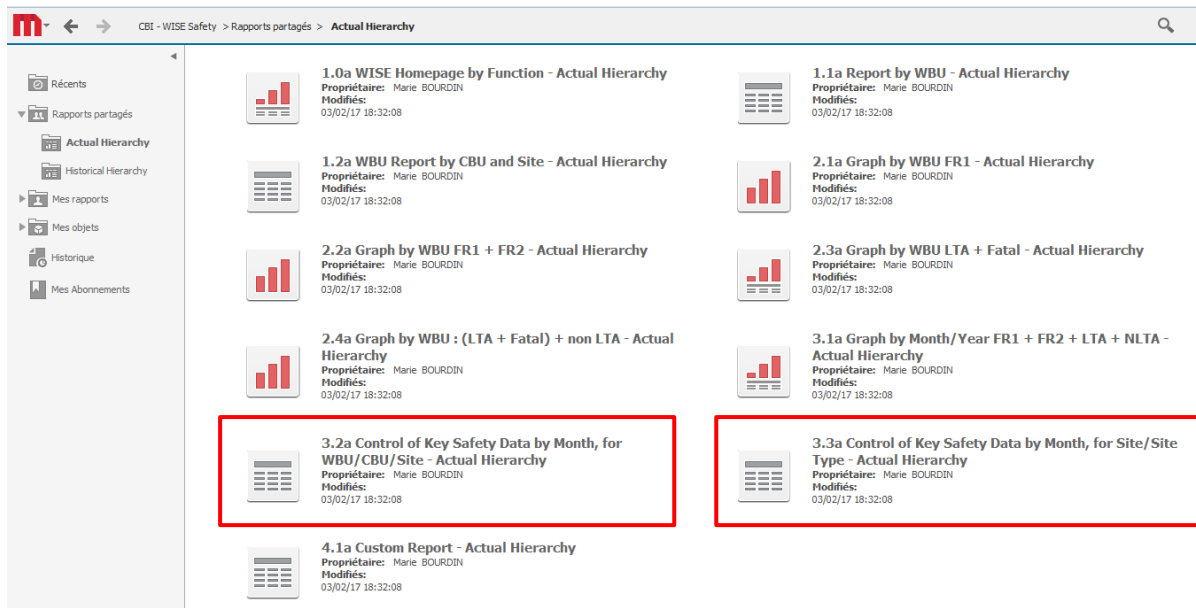 CBI - WISE Safety > Rapports partagés > Actual Hierarchy
Récents
Rapports partagés
Actual Hierarchy
Historical Hierarchy
Mes rapports
Mes objets
Historique
Mes Abonnements
1.0a WISE Homepage by Function - Actual Hierarchy
Propriétaire: Marie BOURDIN
Modifiés:
03/02/17 18:32:08
1.1a Report by WBU - Actual Hierarchy
Propriétaire: Marie BOURDIN
Modifiés:
03/02/17 18:32:08
1.2a WBU Report by CBU and Site - Actual Hierarchy
Propriétaire: Marie BOURDIN
Modifiés:
03/02/17 18:32:08
2.1a Graph by WBU FR1 - Actual Hierarchy
Propriétaire: Marie BOURDIN
Modifiés:
03/02/17 18:32:08
2.2a Graph by WBU FR1 + FR2 - Actual Hierarchy
Propriétaire: Marie BOURDIN
Modifiés:
03/02/17 18:32:08
2.3a Graph by WBU LTA + Fatal - Actual Hierarchy
Propriétaire: Marie BOURDIN
Modifiés:
03/02/17 18:32:08
2.4a Graph by WBU : (LTA + Fatal) + non LTA - Actual
Hierarchy
Propriétaire: Marie BOURDIN
Modifiés:
03/02/17 18:32:08
3.1a Graph by Month/Year FR1 + FR2 + LTA + NLTA -
Actual Hierarchy
Propriétaire: Marie BOURDIN
Modifiés:
03/02/17 18:32:08
3.2a Control of Key Safety Data by Month, for
WBU/CBU/Site - Actual Hierarchy
Propriétaire: Marie BOURDIN
Modifiés:
03/02/17 18:32:08
3.3a Control of Key Safety Data by Month, for Site/Site
Type - Actual Hierarchy
Propriétaire: Marie BOURDIN
Modifiés:
03/02/17 18:32:08
4.1a Custom Report - Actual Hierarchy
Propriétaire: Marie BOURDIN
Modifiés:
03/02/17 18:32:08